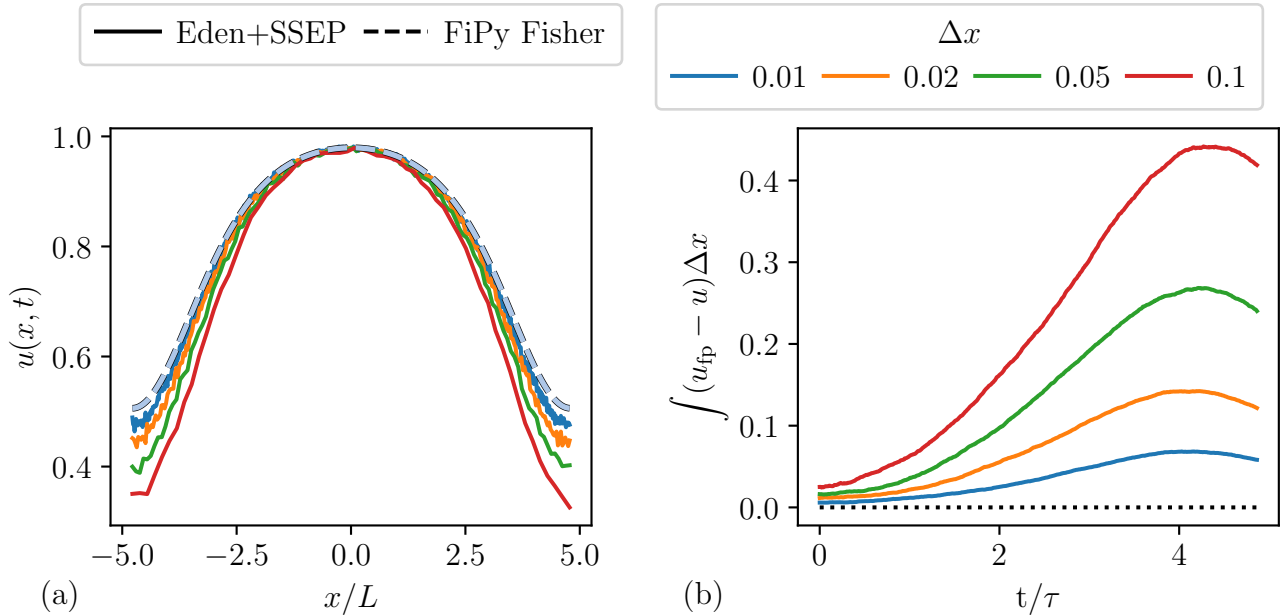 Eden+SSEP FiPy Fisher
Δx
0.01 0.02 0.05 0.1
1.0
0.8
0.6
0.4
u(x, t)
−5.0 −2.5 0.0 2.5 5.0
(a) x/L
0.4
0.3
0.2
0.1
0.0
∫ (u_fp − u)Δx
0 2 4
(b) t/τ